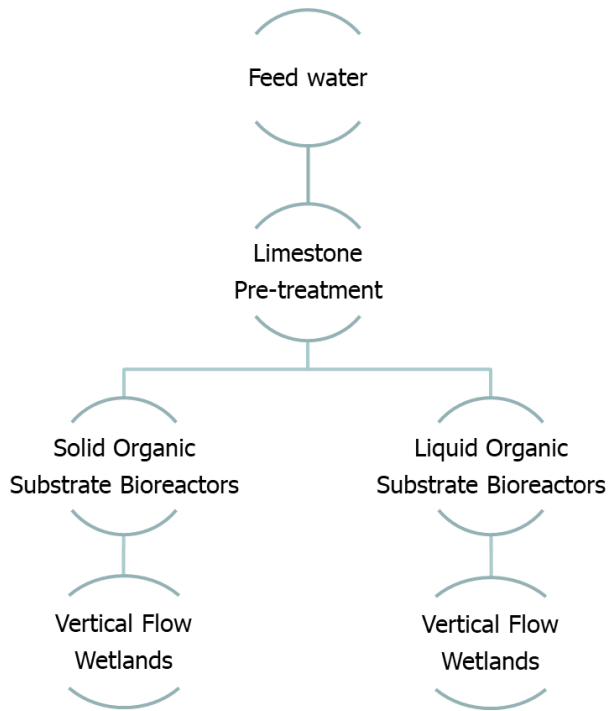 Feed water
Limestone
Pre-treatment
Solid Organic
Substrate Bioreactors
Liquid Organic
Substrate Bioreactors
Vertical Flow
Wetlands
Vertical Flow
Wetlands